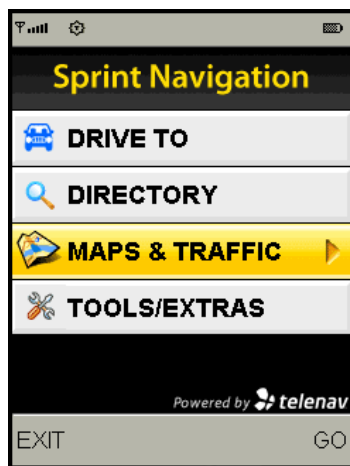 Sprint Navigation
DRIVE TO
DIRECTORY
MAPS & TRAFFIC
TOOLS/EXTRAS
Powered by telenav
EXIT GO